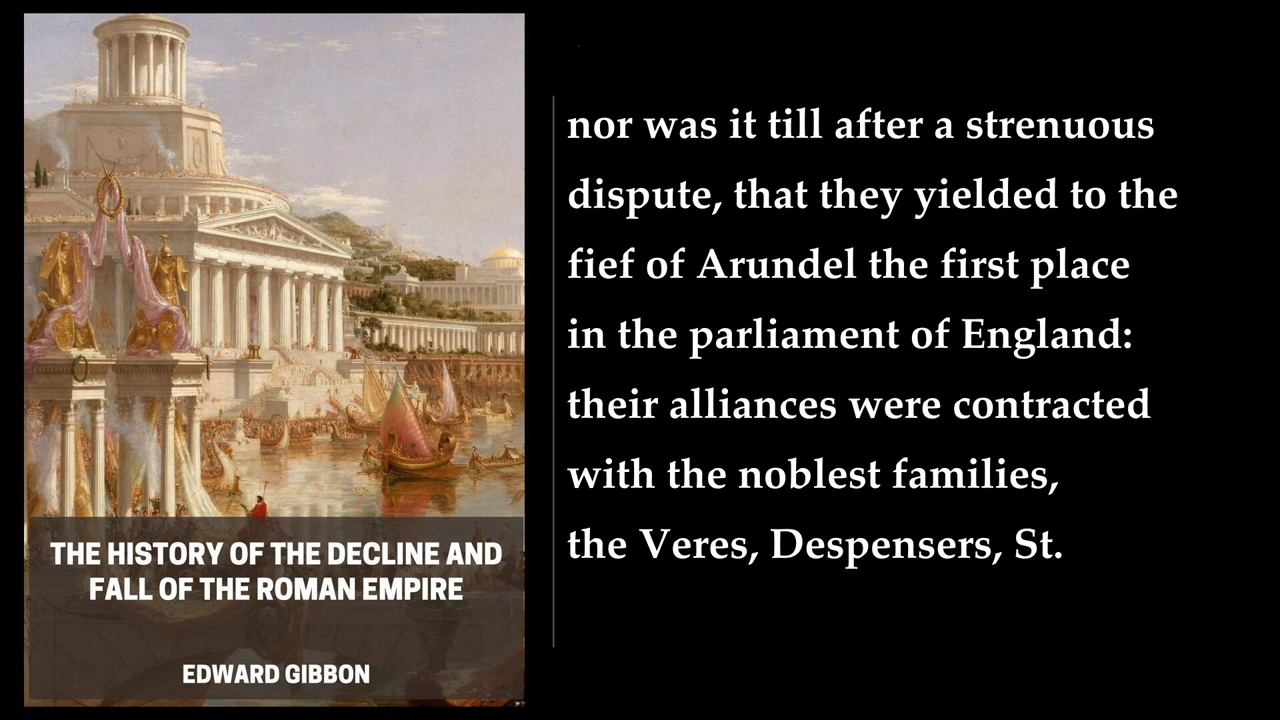 THE HISTORY OF THE DECLINE AND
FALL OF THE ROMAN EMPIRE
EDWARD GIBBON
nor was it till after a strenuous
dispute, that they yielded to the
fief of Arundel the first place
in the parliament of England:
their alliances were contracted
with the noblest families,
the Veres, Despensers, St.